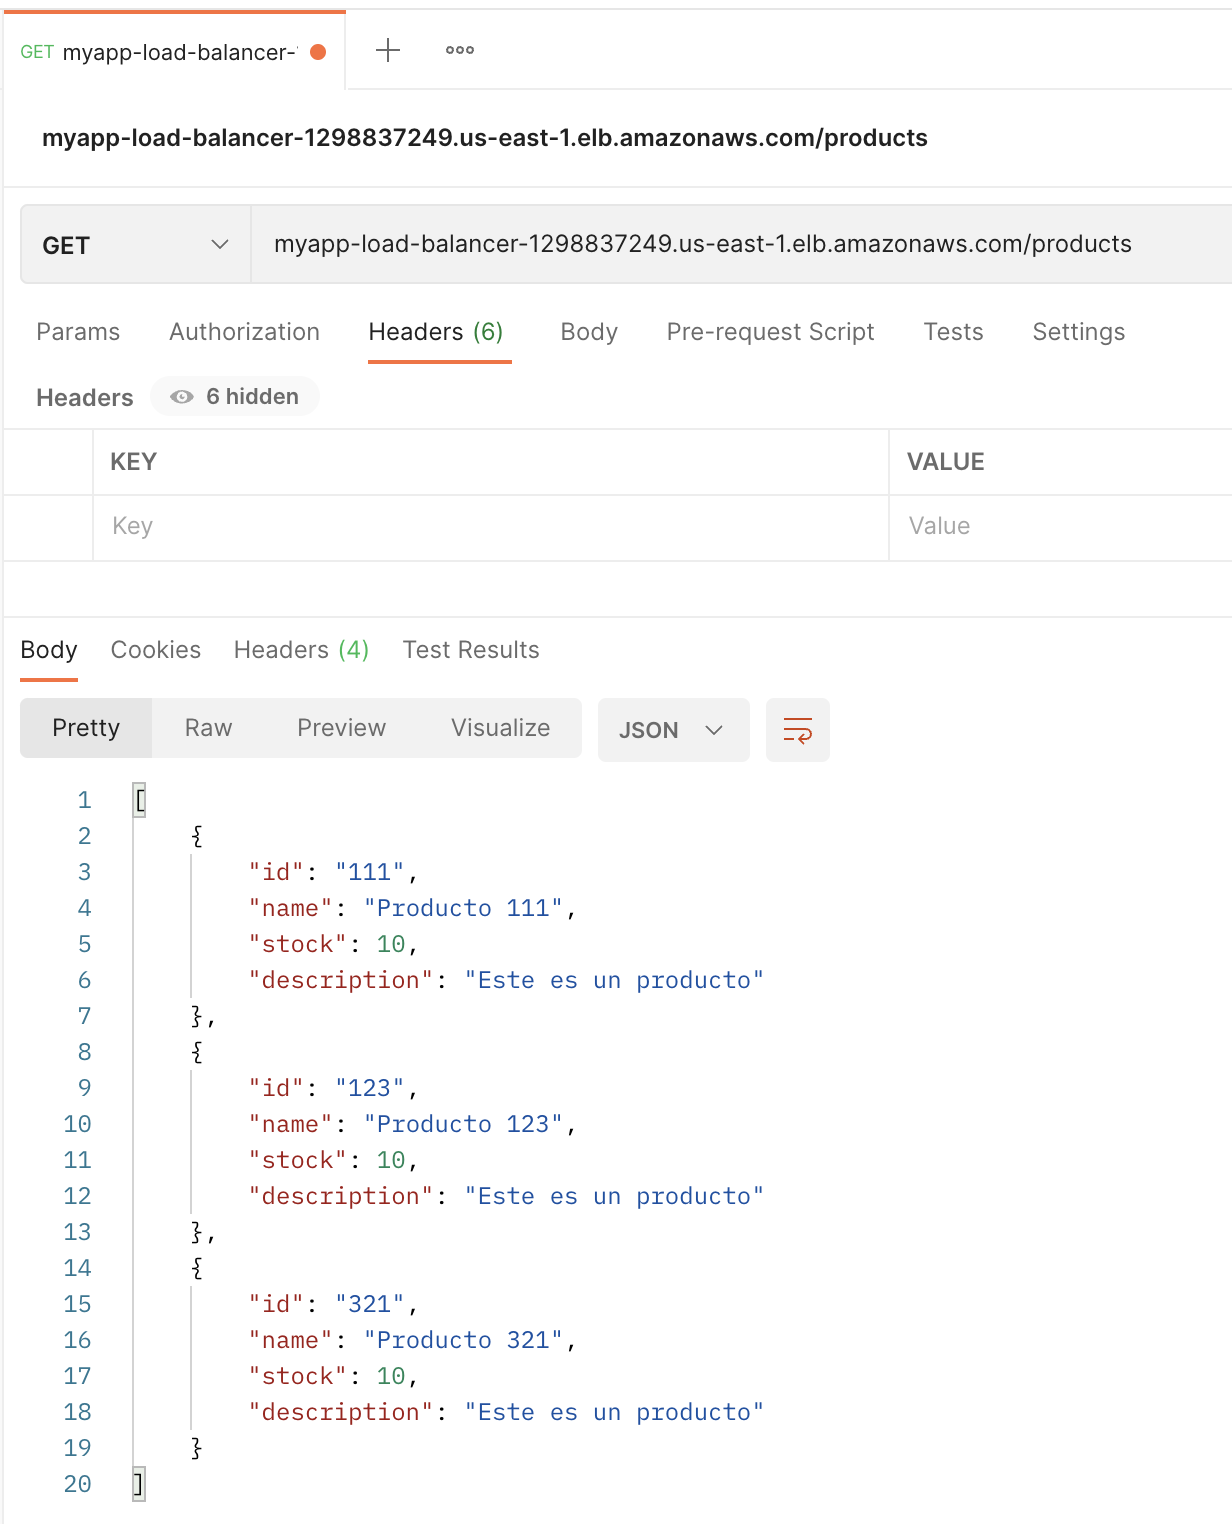 GET myapp-load-balancer-
myapp-load-balancer-1298837249.us-east-1.elb.amazonaws.com/products
GET myapp-load-balancer-1298837249.us-east-1.elb.amazonaws.com/products
Params Authorization Headers (6) Body Pre-request Script Tests Settings
Headers 6 hidden
KEY VALUE
Key Value
Body Cookies Headers (4) Test Results
Pretty Raw Preview Visualize JSON
1 [
2 {
3 "id": "111",
4 "name": "Producto 111",
5 "stock": 10,
6 "description": "Este es un producto"
7 },
8 {
9 "id": "123",
10 "name": "Producto 123",
11 "stock": 10,
12 "description": "Este es un producto"
13 },
14 {
15 "id": "321",
16 "name": "Producto 321",
17 "stock": 10,
18 "description": "Este es un producto"
19 }
20 ]